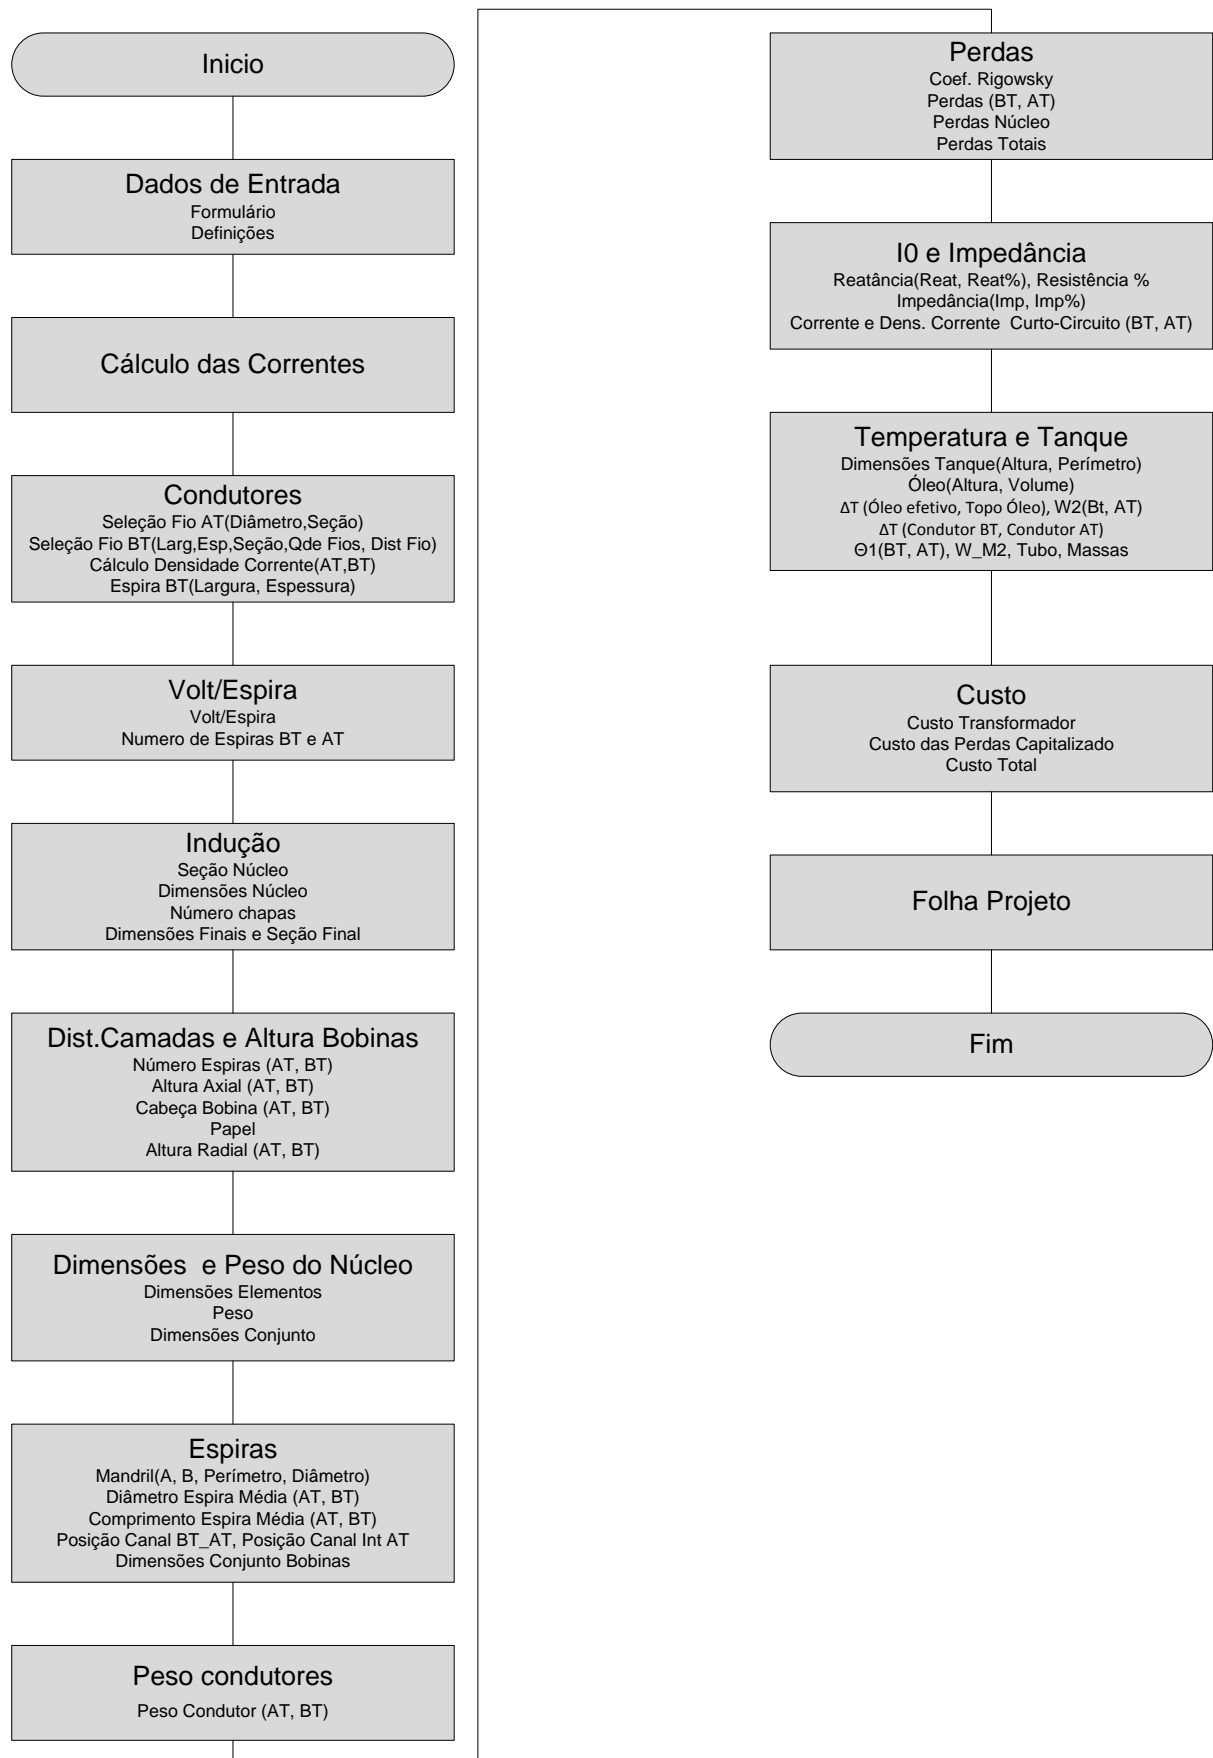 Inicio
Dados de Entrada
Formulário
Definições
Cálculo das Correntes
Condutores
Seleção Fio AT(Diâmetro,Seção)
Seleção Fio BT(Larg,Esp,Seção,Qde Fios, Dist Fio)
Cálculo Densidade Corrente(AT,BT)
Espira BT(Largura, Espessura)
Volt/Espira
Volt/Espira
Numero de Espiras BT e AT
Indução
Seção Núcleo
Dimensões Núcleo
Número chapas
Dimensões Finais e Seção Final
Dist.Camadas e Altura Bobinas
Número Espiras (AT, BT)
Altura Axial (AT, BT)
Cabeça Bobina (AT, BT)
Papel
Altura Radial (AT, BT)
Dimensões e Peso do Núcleo
Dimensões Elementos
Peso
Dimensões Conjunto
Espiras
Mandril(A, B, Perímetro, Diâmetro)
Diâmetro Espira Média (AT, BT)
Comprimento Espira Média (AT, BT)
Posição Canal BT_AT, Posição Canal Int AT
Dimensões Conjunto Bobinas
Peso condutores
Peso Condutor (AT, BT)
Perdas
Coef. Rigowsky
Perdas (BT, AT)
Perdas Núcleo
Perdas Totais
I0 e Impedância
Reatância(Reat, Reat%), Resistência %
Impedância(Imp, Imp%)
Corrente e Dens. Corrente Curto-Circuito (BT, AT)
Temperatura e Tanque
Dimensões Tanque(Altura, Perímetro)
Óleo(Altura, Volume)
ΔT (Óleo efetivo, Topo Óleo), W2(Bt, AT)
ΔT (Condutor BT, Condutor AT)
Θ1(BT, AT), W_M2, Tubo, Massas
Custo
Custo Transformador
Custo das Perdas Capitalizado
Custo Total
Folha Projeto
Fim